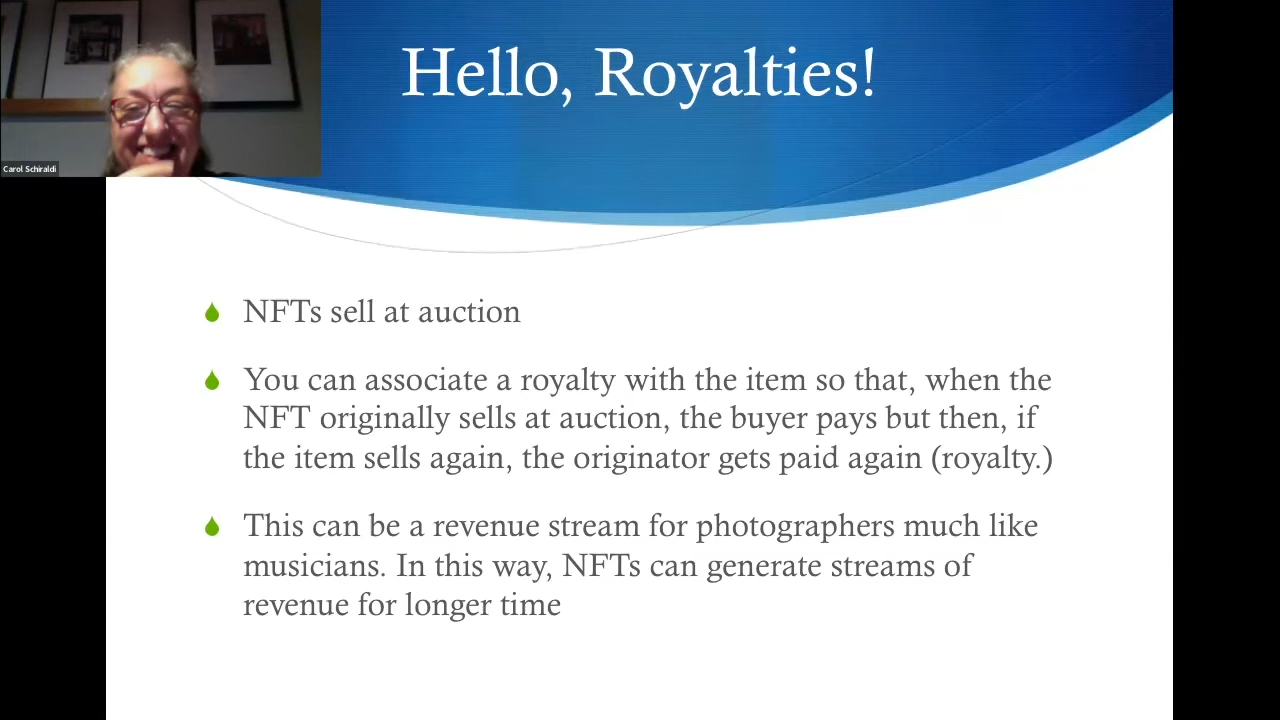 Hello, Royalties!
Carol Schiraldi
NFTs sell at auction
You can associate a royalty with the item so that, when the
NFT originally sells at auction, the buyer pays but then, if
the item sells again, the originator gets paid again (royalty.)
This can be a revenue stream for photographers much like
musicians. In this way, NFTs can generate streams of
revenue for longer time